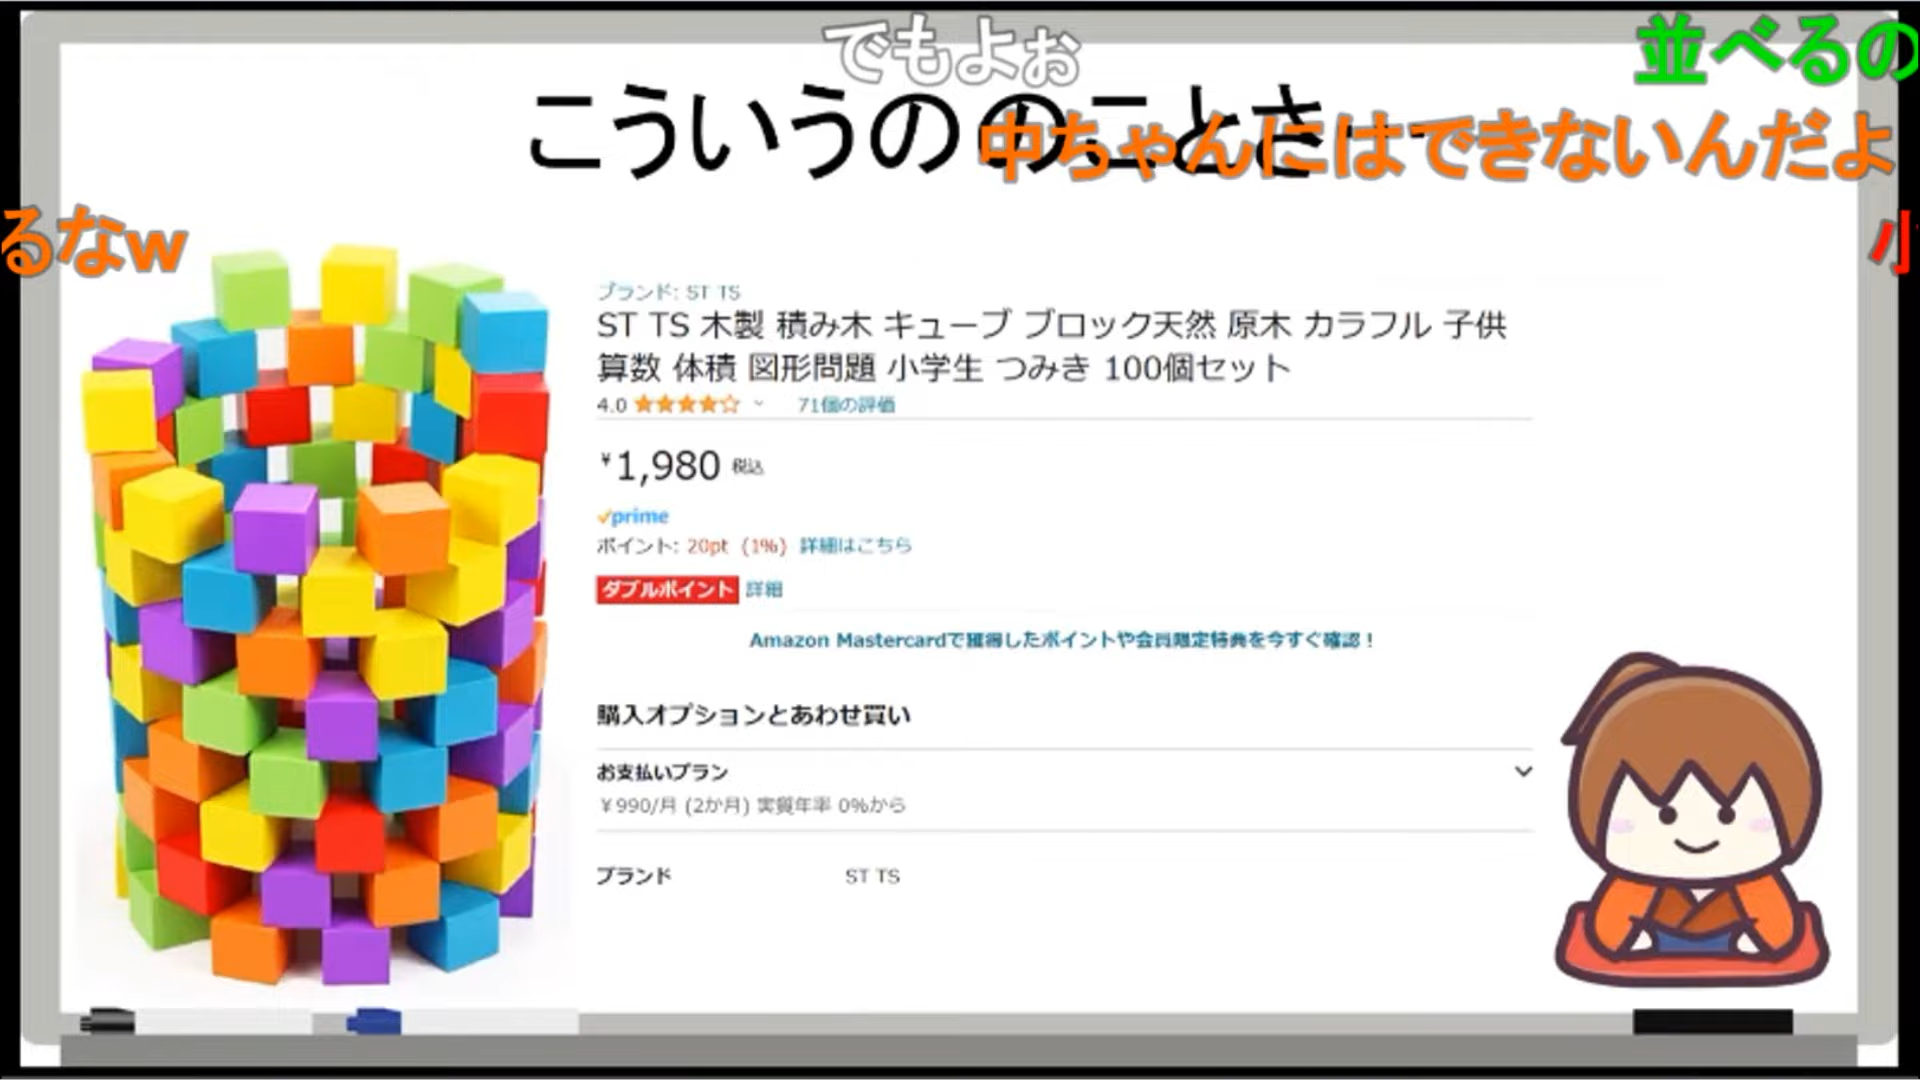 でもよぉ
並べるの
こういうののことさ
中ちゃんにはできないんだよ
るなw
ブランド: ST TS
ST TS 木製 積み木 キューブ ブロック天然 原木 カラフル 子供
算数 体積 図形問題 小学生 つみき 100個セット
4.0 71個の評価
¥1,980 税込
prime
ポイント: 20pt (1%) 詳細はこちら
ダブルポイント 詳細
Amazon Mastercardで獲得したポイントや会員限定特典を今すぐ確認！
購入オプションとあわせ買い
お支払いプラン
¥990/月 (2か月) 実質年率 0%から
ブランド ST TS